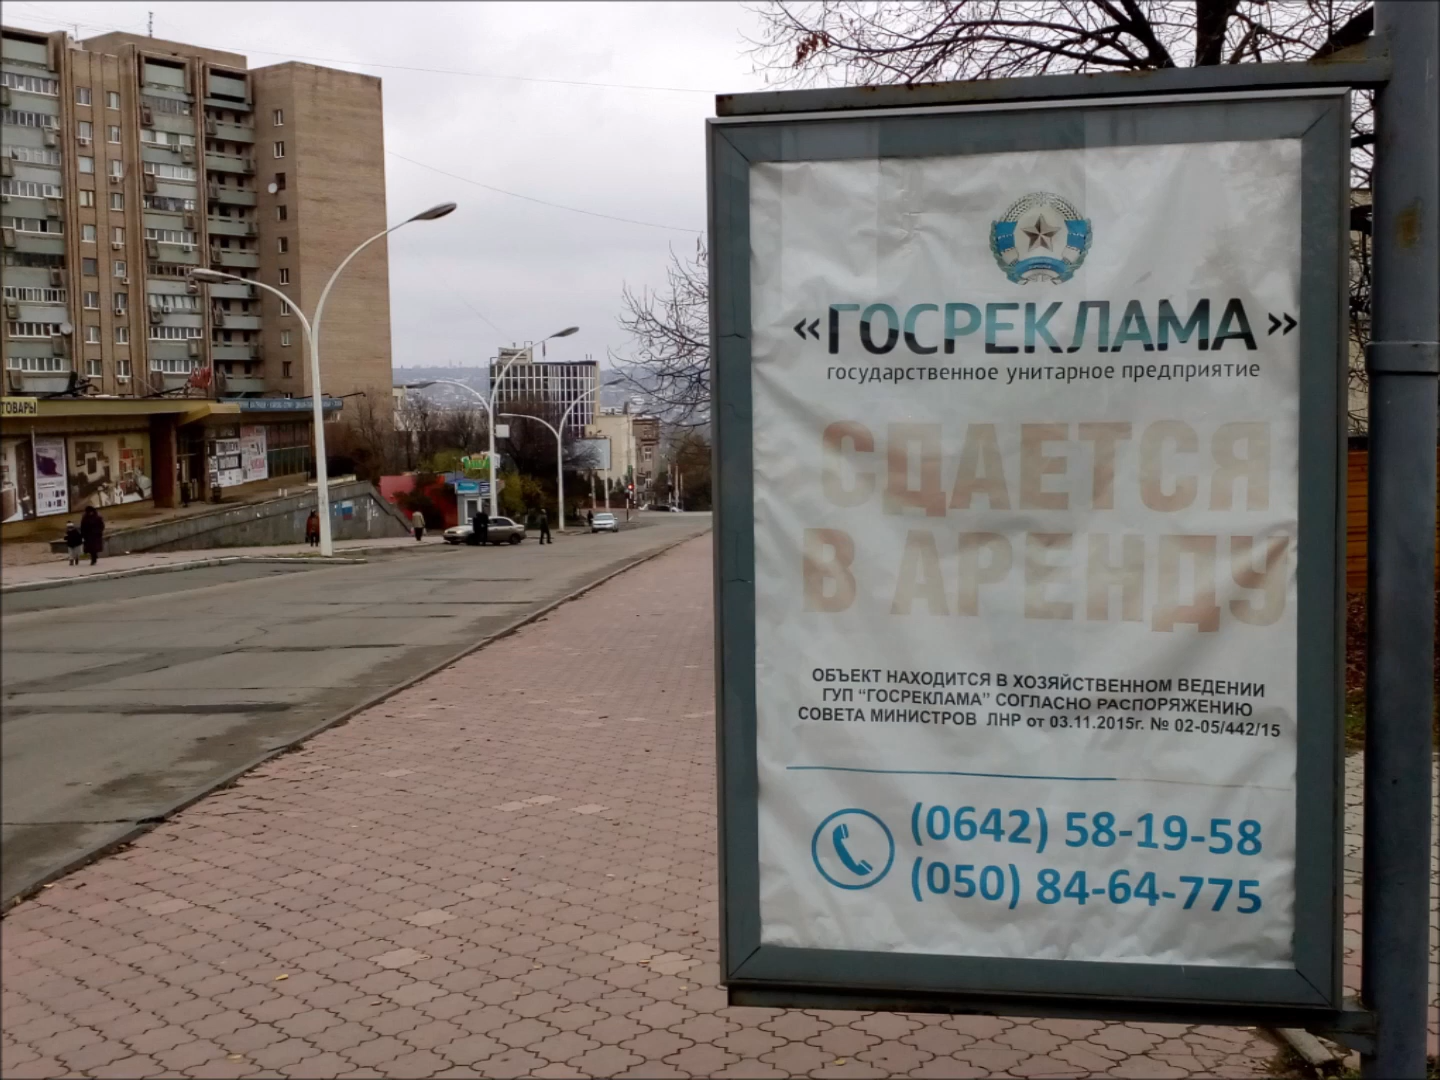 «ГОСРЕКЛАМА»
государственное унитарное предприятие
СДАЕТСЯ
В АРЕНДУ
ОБЪЕКТ НАХОДИТСЯ В ХОЗЯЙСТВЕННОМ ВЕДЕНИИ
ГУП "ГОСРЕКЛАМА" СОГЛАСНО РАСПОРЯЖЕНИЮ
СОВЕТА МИНИСТРОВ ЛНР от 03.11.2015г. № 02-05/442/15
(0642) 58-19-58
(050) 84-64-775
ТОВАРЫ